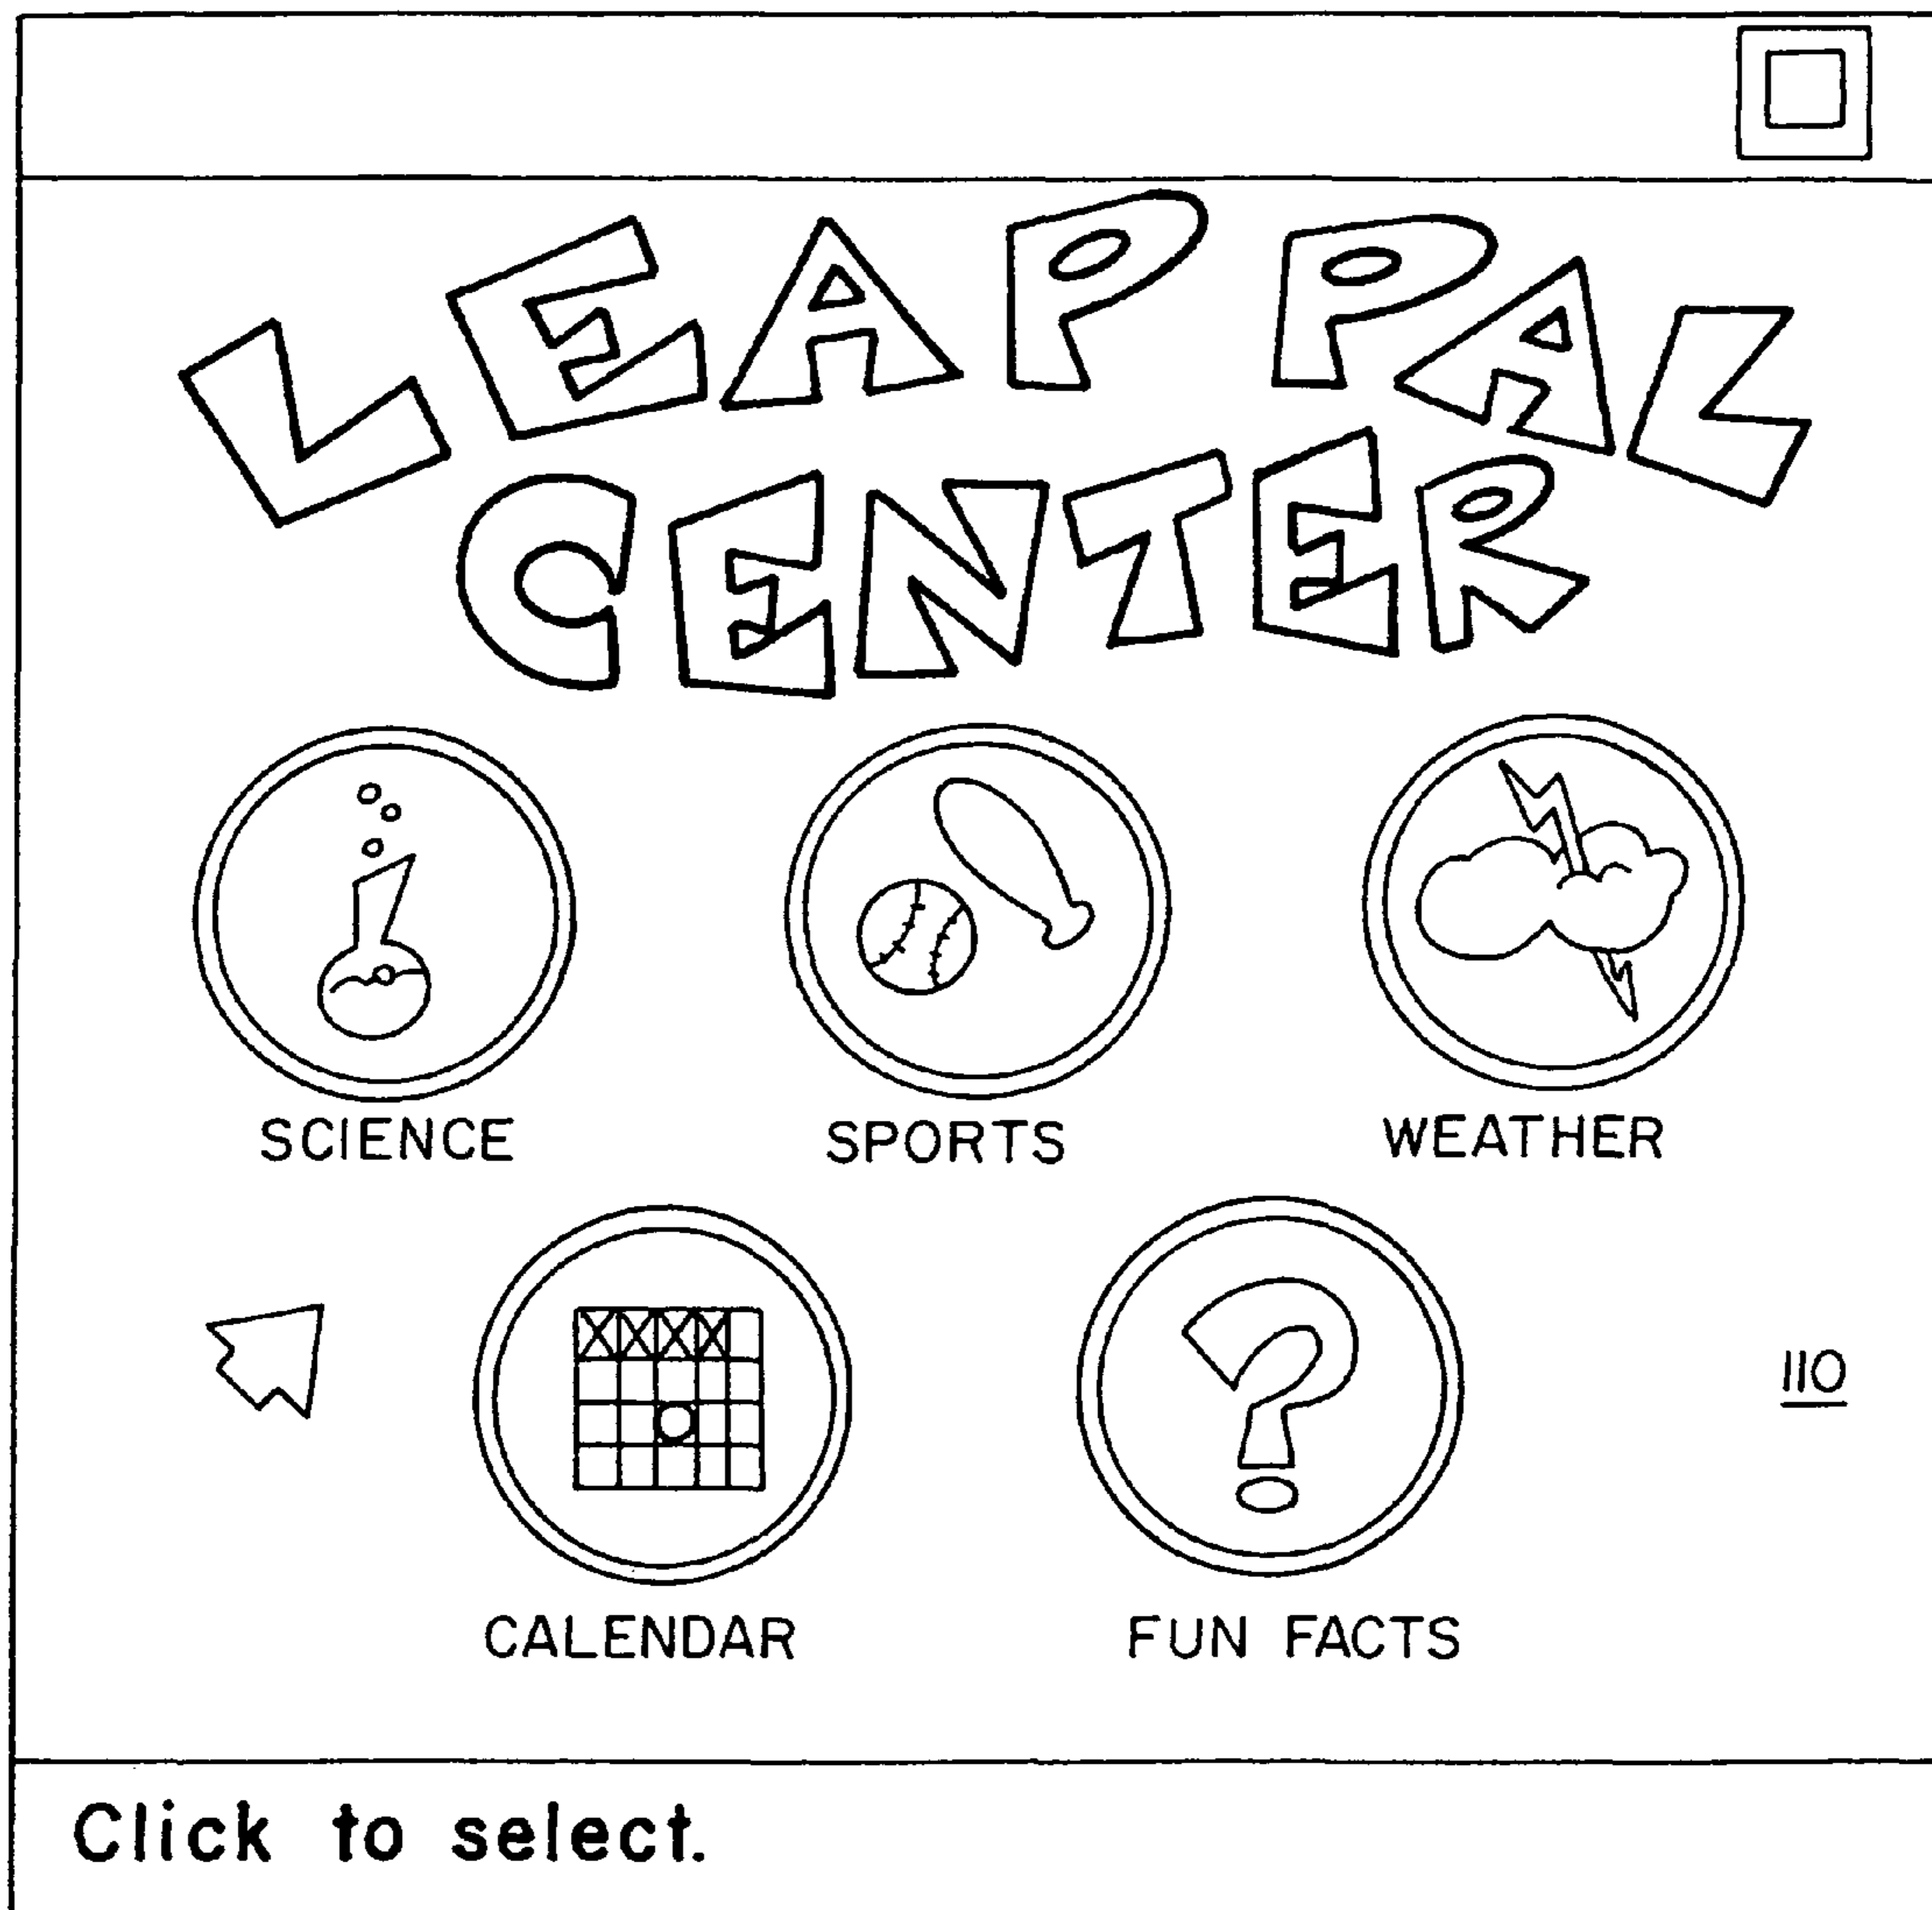 LEAP PAL
CENTER
SCIENCE SPORTS WEATHER
110
CALENDAR FUN FACTS
Click to select.